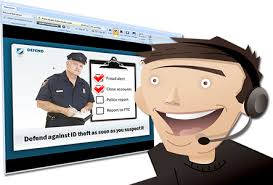 DEFEND
Fraud alert
Close accounts
Police report
Report to FTC
Defend against ID theft as soon as you suspect it